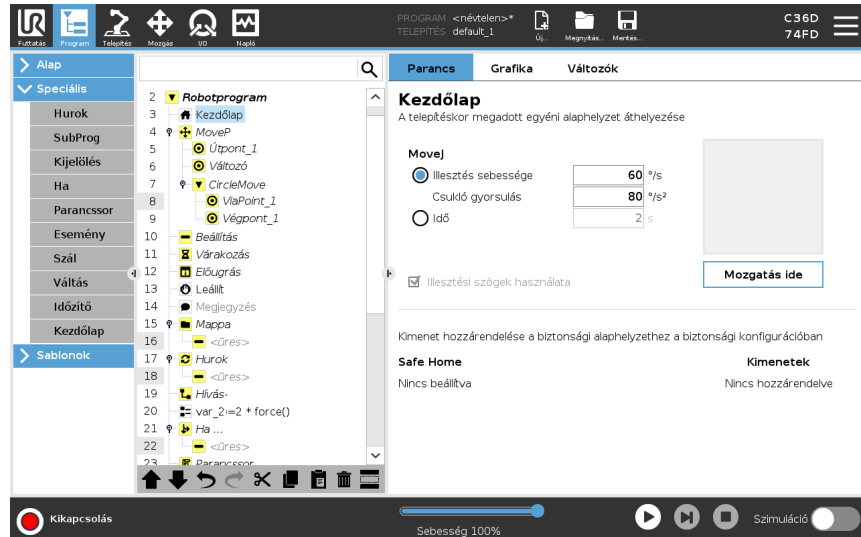 PROGRAM <névtelen>*
TELEPÍTÉS default_1
C36D
74FD
Futtatás
Program
Telepítés
Mozgás
I/O
Napló
Új...
Megnyitás...
Mentés...
Alap
Speciális
Hurok
SubProg
Kijelölés
Ha
Parancssor
Esemény
Szál
Váltás
Időzítő
Kezdőlap
Sablonok
2 Robotprogram
3 Kezdőlap
4 MoveP
5 Útpont_1
6 Változó
7 CircleMove
8 ViaPoint_1
9 Végpont_1
10 Beállítás
11 Várakozás
12 Előugrás
13 Leállít
14 Megjegyzés
15 Mappa
16 <üres>
17 Hurok
18 <üres>
19 Hívás-
20 var_2:=2 * force()
21 Ha ...
22 <üres>
23 Parancssor
Parancs
Grafika
Változók
Kezdőlap
A telepítéskor megadott egyéni alaphelyzet áthelyezése
MoveJ
Illesztés sebessége 60 °/s
Csukló gyorsulás 80 °/s²
Idő 2 s
Mozgatás ide
Illesztési szögek használata
Kimenet hozzárendelése a biztonsági alaphelyzethez a biztonsági konfigurációban
Safe Home Kimenetek
Nincs beállítva Nincs hozzárendelve
Kikapcsolás
Sebesség 100%
Szimuláció